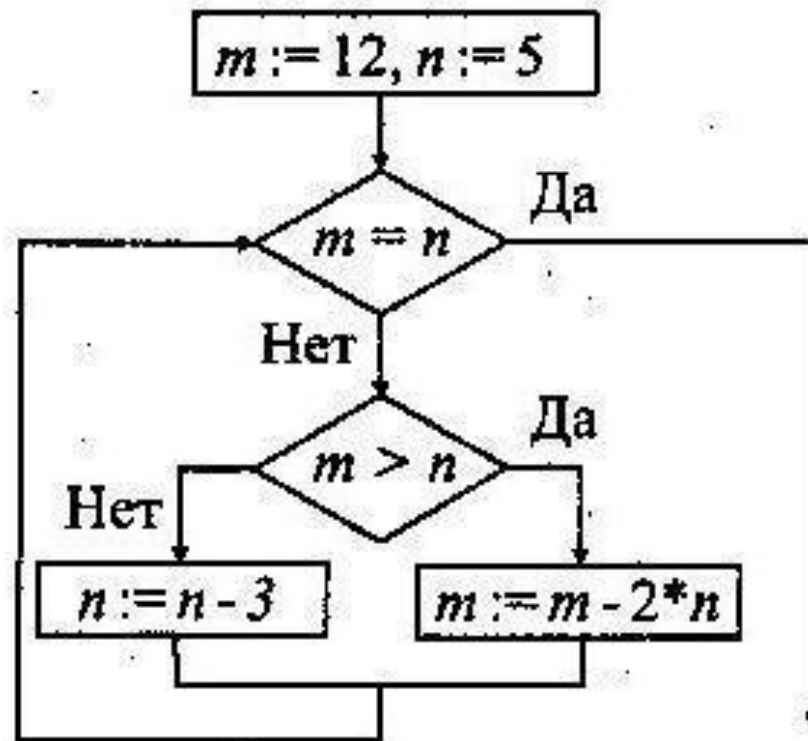 m := 12, n := 5
Да
m = n
Нет
Да
m > n
Нет
n := n - 3
m := m - 2*n